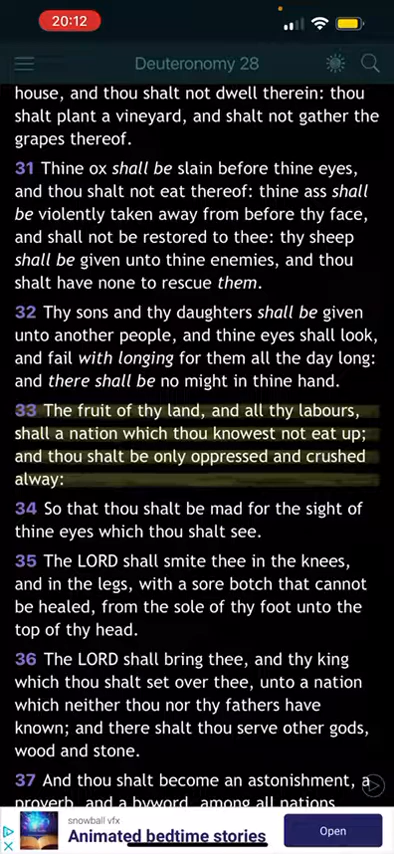 20:12
Deuteronomy 28
house, and thou shalt not dwell therein: thou
shalt plant a vineyard, and shalt not gather the
grapes thereof.
31 Thine ox shall be slain before thine eyes,
and thou shalt not eat thereof: thine ass shall
be violently taken away from before thy face,
and shall not be restored to thee: thy sheep
shall be given unto thine enemies, and thou
shalt have none to rescue them.
32 Thy sons and thy daughters shall be given
unto another people, and thine eyes shall look,
and fail with longing for them all the day long:
and there shall be no might in thine hand.
33 The fruit of thy land, and all thy labours,
shall a nation which thou knowest not eat up;
and thou shalt be only oppressed and crushed
alway:
34 So that thou shalt be mad for the sight of
thine eyes which thou shalt see.
35 The LORD shall smite thee in the knees,
and in the legs, with a sore botch that cannot
be healed, from the sole of thy foot unto the
top of thy head.
36 The LORD shall bring thee, and thy king
which thou shalt set over thee, unto a nation
which neither thou nor thy fathers have
known; and there shalt thou serve other gods,
wood and stone.
37 And thou shalt become an astonishment, a
proverb, and a byword, among all nations
snowball vfx
Animated bedtime stories
Open